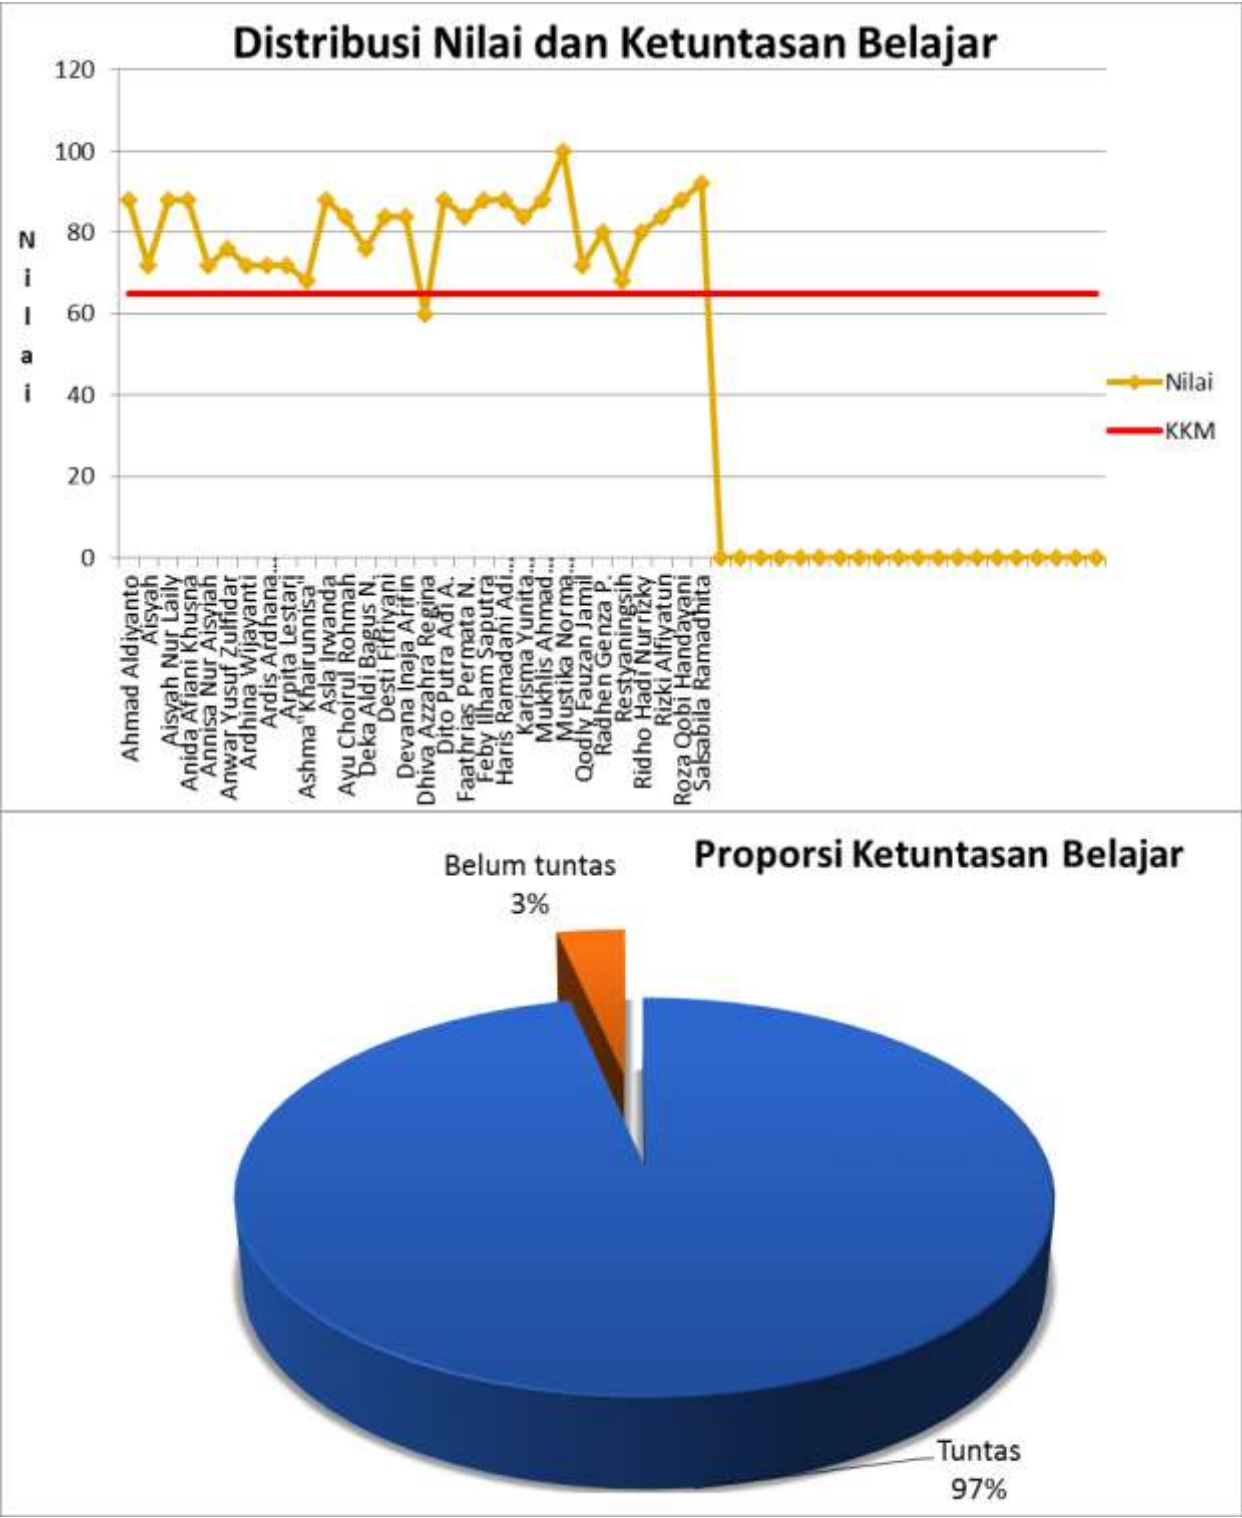 Distribusi Nilai dan Ketuntasan Belajar
120
100
80
60
40
20
0
Nilai
Nilai
KKM
Ahmad Aldiyanto
Aisyah
Aisyah Nur Laily
Anida Afiani Khusna
Annisa Nur Aisyiah
Anwar Yusuf Zulfidar
Ardhina Wijayanti
Ardis Ardhana…
Arpita Lestari
Ashma "Khairunnisa"
Asla Irwanda
Ayu Choirul Rohmah
Deka Aldi Bagus N.
Desti Fitriyani
Devana Inaja Arifin
Dhiva Azzahra Regina
Dito Putra Adi A.
Faathrias Permata N.
Feby Ilham Saputra
Haris Ramadani Adi…
Karisma Yunita…
Mukhlis Ahmad…
Mustika Norma…
Qodly Fauzan Jamil
Radhen Genza P.
Restyaningsih
Ridho Hadi Nurrizky
Rizki Alfiyatun
Roza Qobi Handayani
Salsabila Ramadhita
Proporsi Ketuntasan Belajar
Belum tuntas
3%
Tuntas
97%